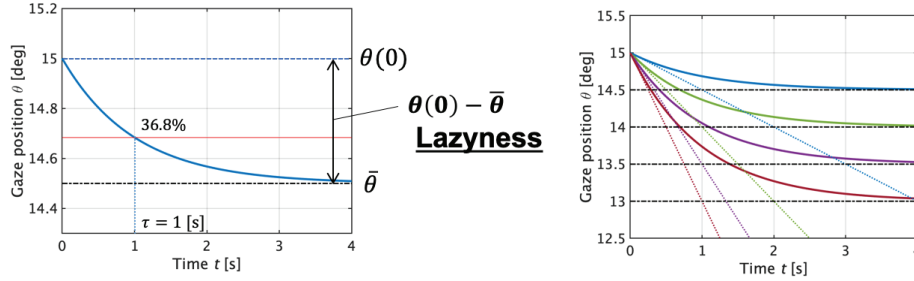 15.2
15
14.8
14.6
14.4
Gaze position θ [deg]
36.8%
τ = 1 [s]
0
1
2
3
4
Time t [s]
θ(0)
θ̄
θ(0) − θ̄
Lazyness
15.5
15
14.5
14
13.5
13
12.5
Gaze position θ [deg]
0
1
2
3
4
Time t [s]